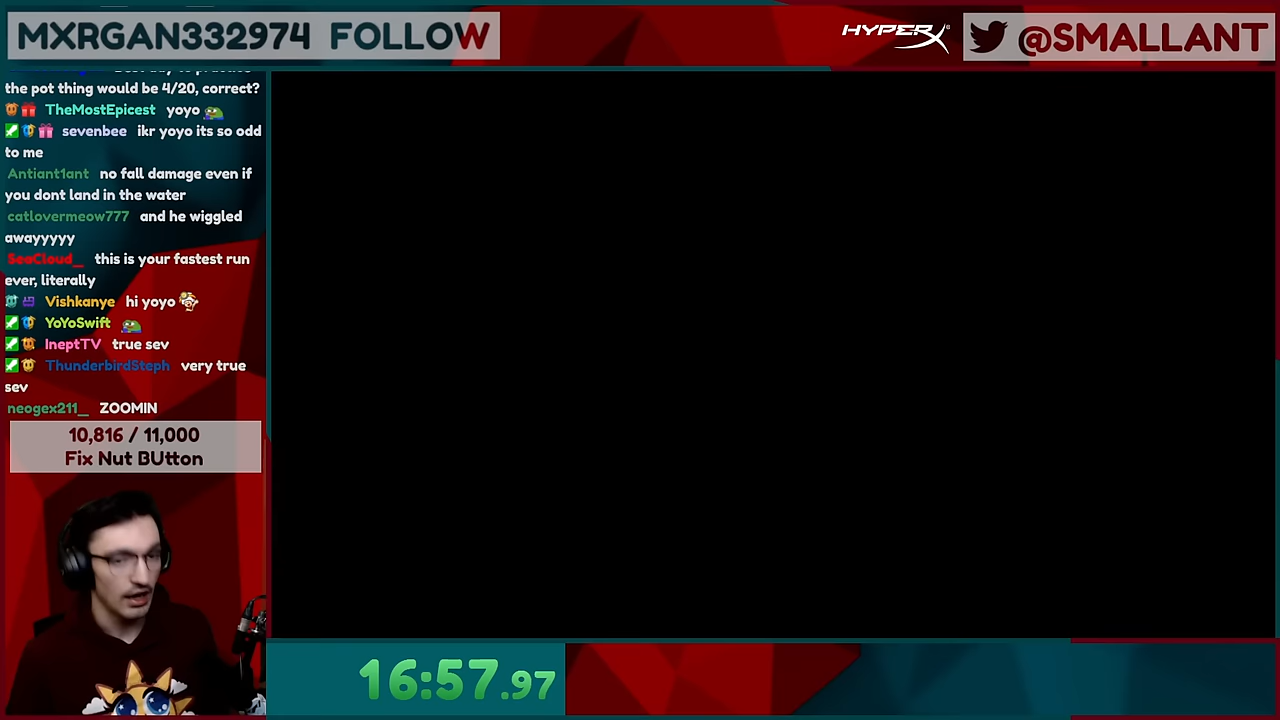 MXRGAN332974 FOLLOW
HYPERX
@SMALLANT
the pot thing would be 4/20, correct?
TheMostEpicest yoyo
sevenbee ikr yoyo its so odd
to me
Antiant1ant no fall damage even if
you dont land in the water
catlovermeow777 and he wiggled
awayyyyy
SeaCloud_ this is your fastest run
ever, literally
Vishkanye hi yoyo
YoYoSwift
IneptTV true sev
ThunderbirdSteph very true
sev
neogex211_ ZOOMIN
10,816 / 11,000
Fix Nut BUtton
16:57.97